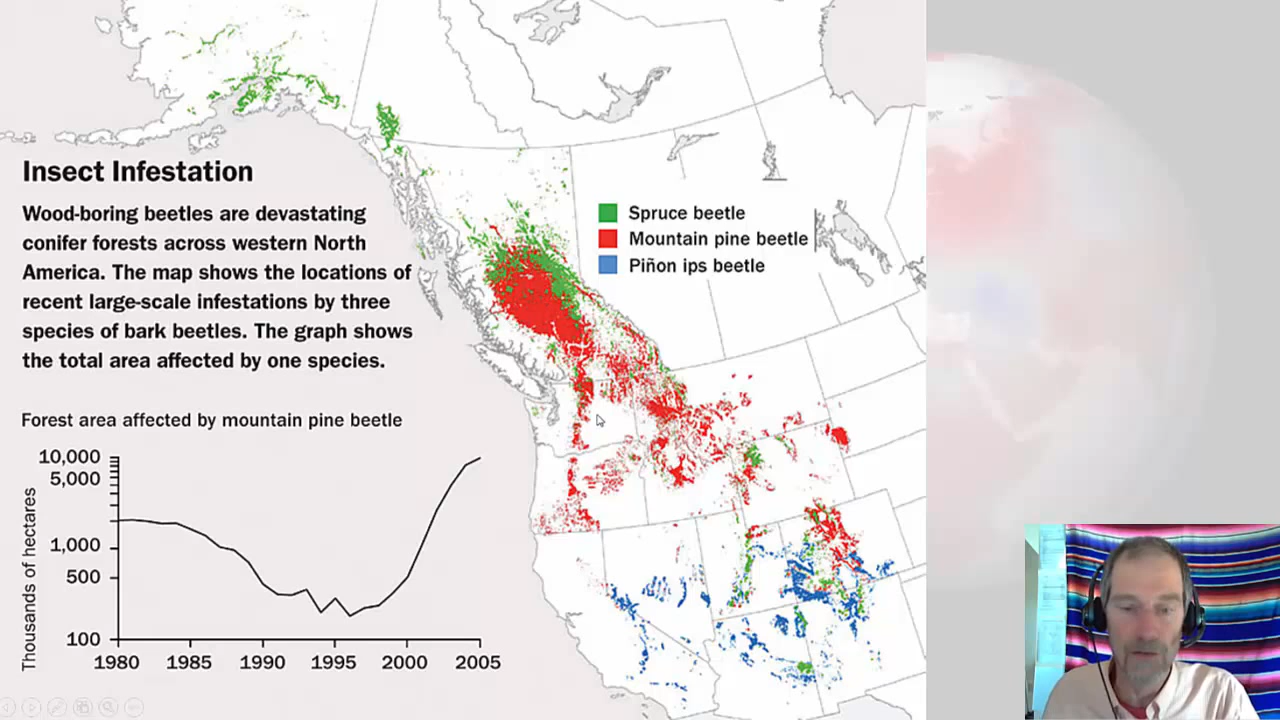 Insect Infestation
Wood-boring beetles are devastating
conifer forests across western North
America. The map shows the locations of
recent large-scale infestations by three
species of bark beetles. The graph shows
the total area affected by one species.
Spruce beetle
Mountain pine beetle
Piñon ips beetle
Forest area affected by mountain pine beetle
Thousands of hectares
10,000
5,000
1,000
500
100
1980 1985 1990 1995 2000 2005